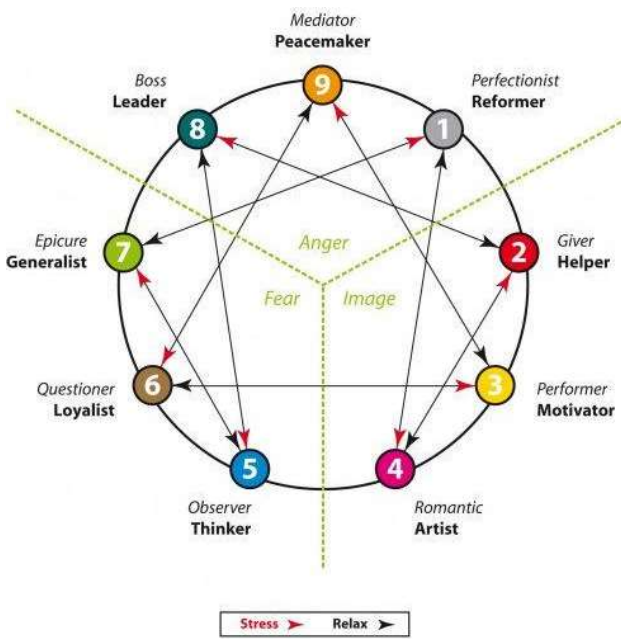 Mediator
Peacemaker
9
Boss
Leader
8
Perfectionist
Reformer
1
Anger
Epicure
Generalist
7
Giver
Helper
2
Fear
Image
Questioner
Loyalist
6
Performer
Motivator
3
5
4
Observer
Thinker
Romantic
Artist
Stress
Relax